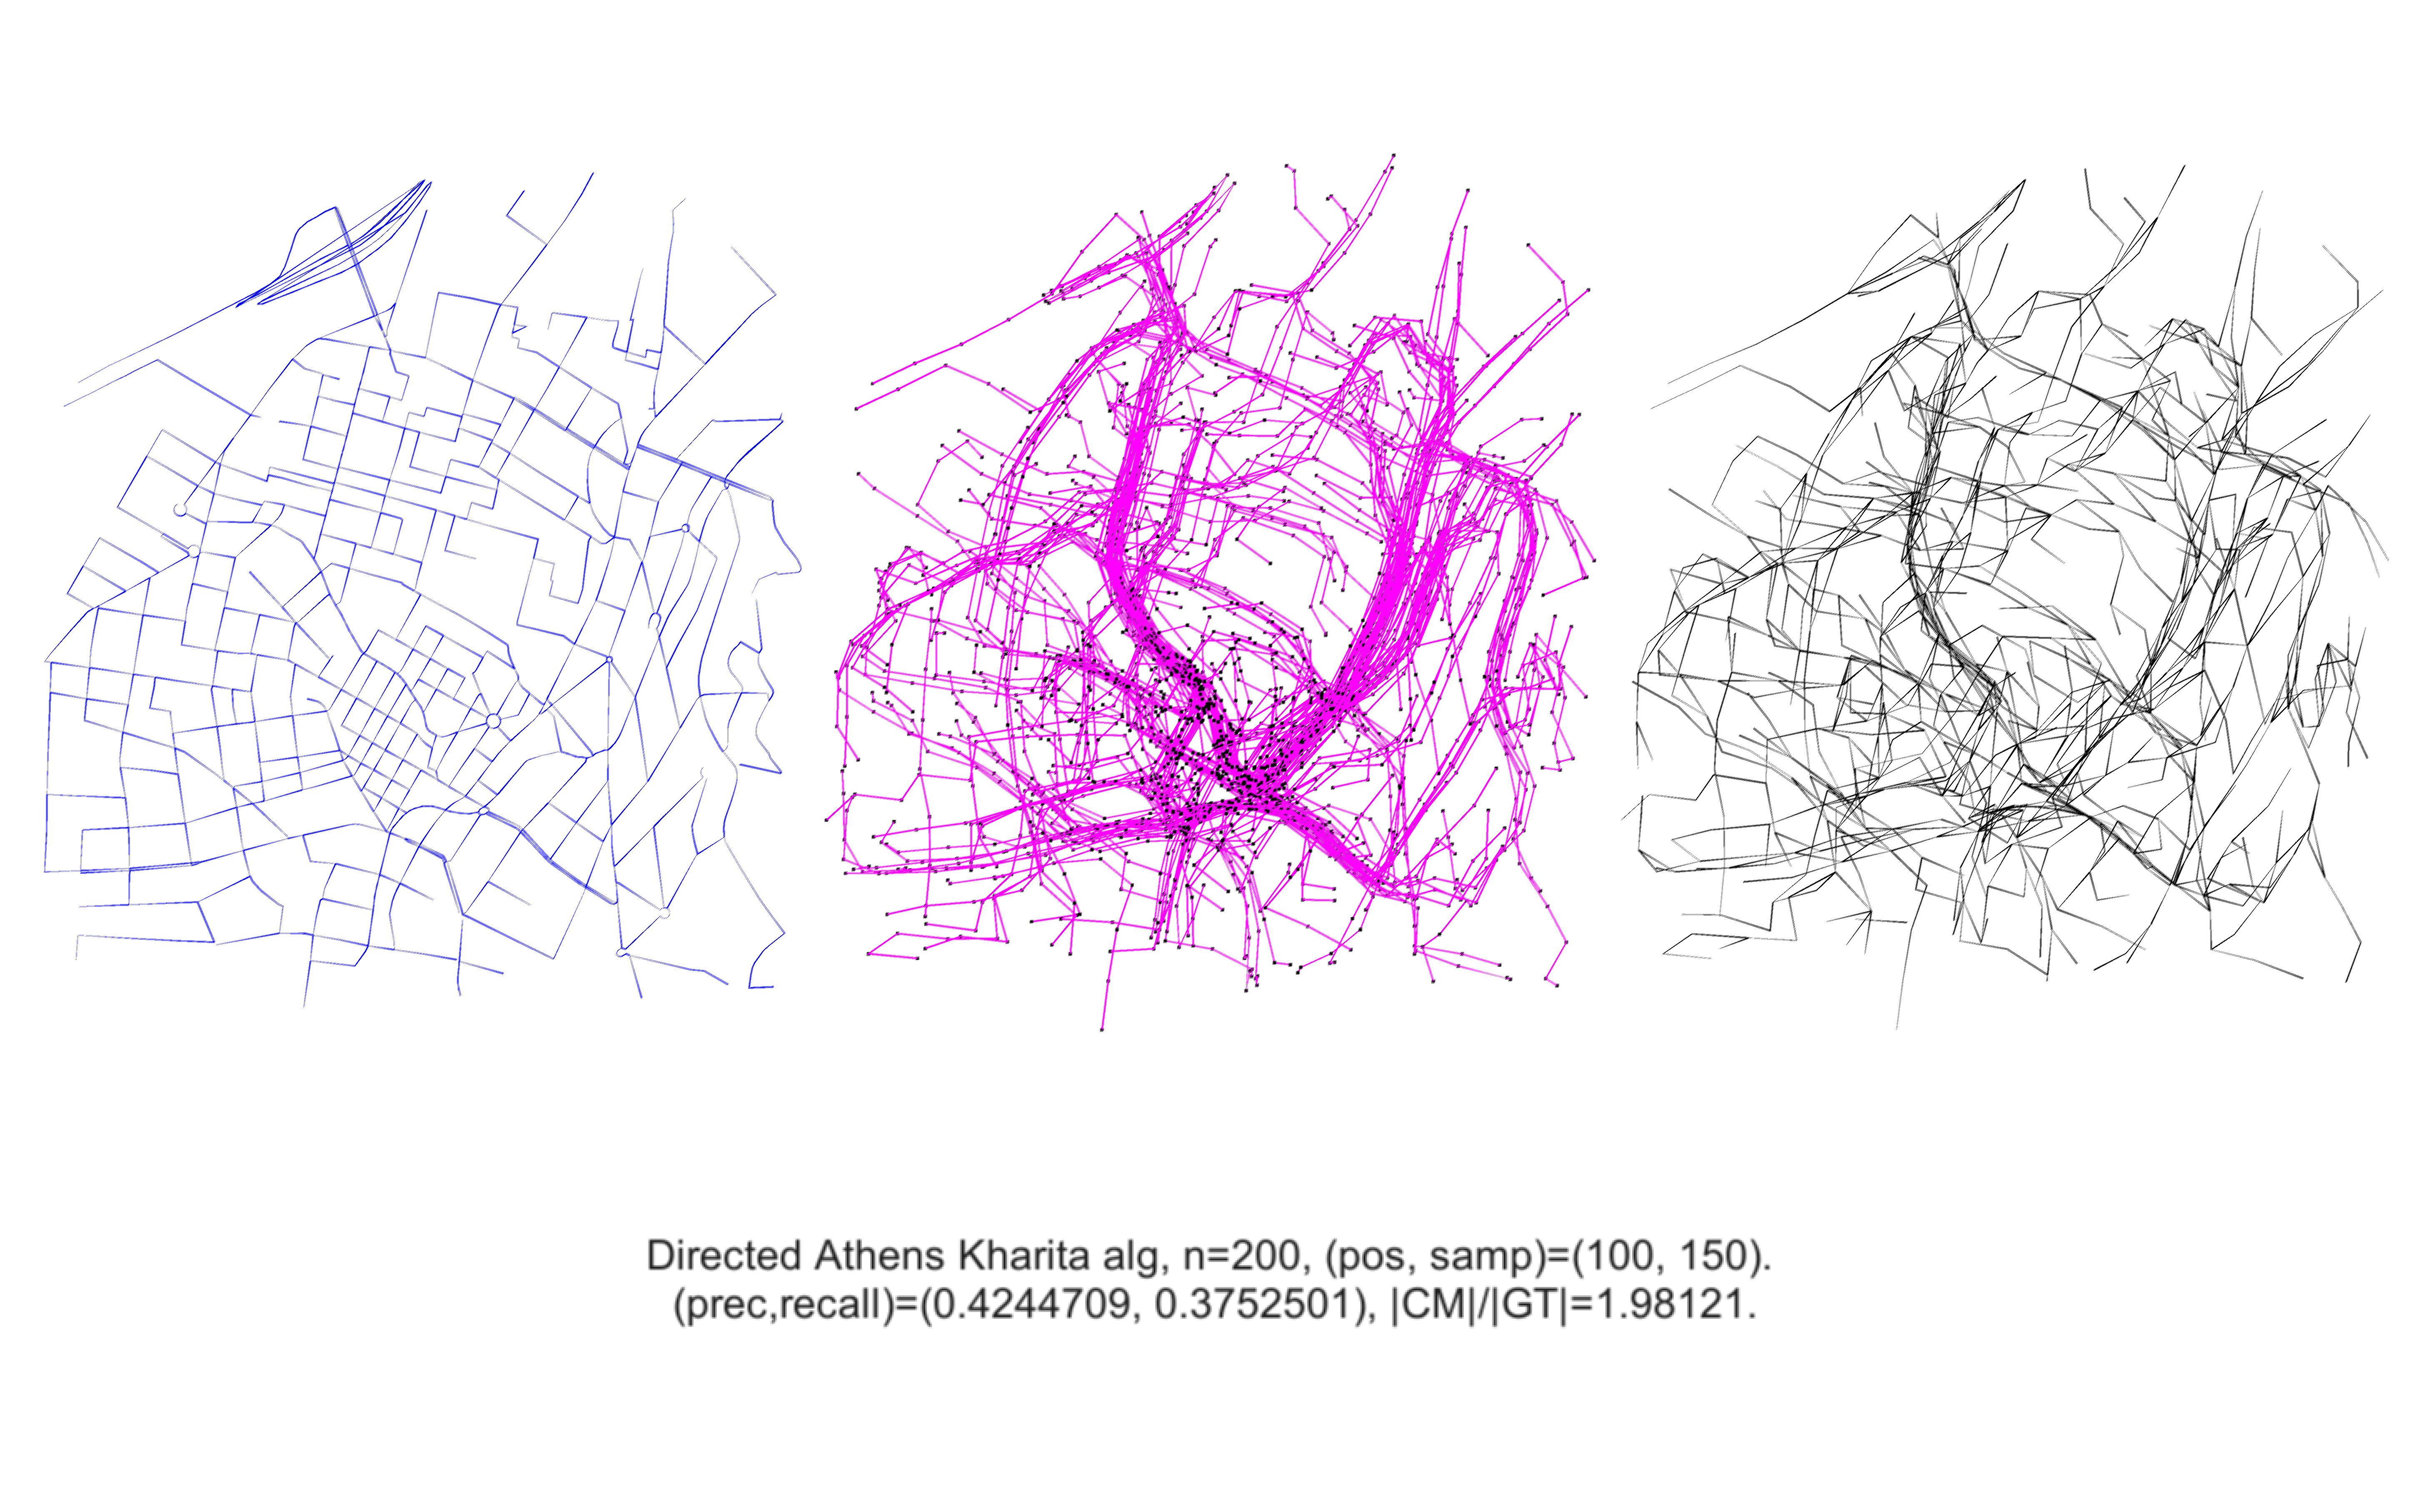 Directed Athens Kharita alg, n=200, (pos, samp)=(100, 150).
(prec,recall)=(0.4244709, 0.3752501), |CM|/|GT|=1.98121.